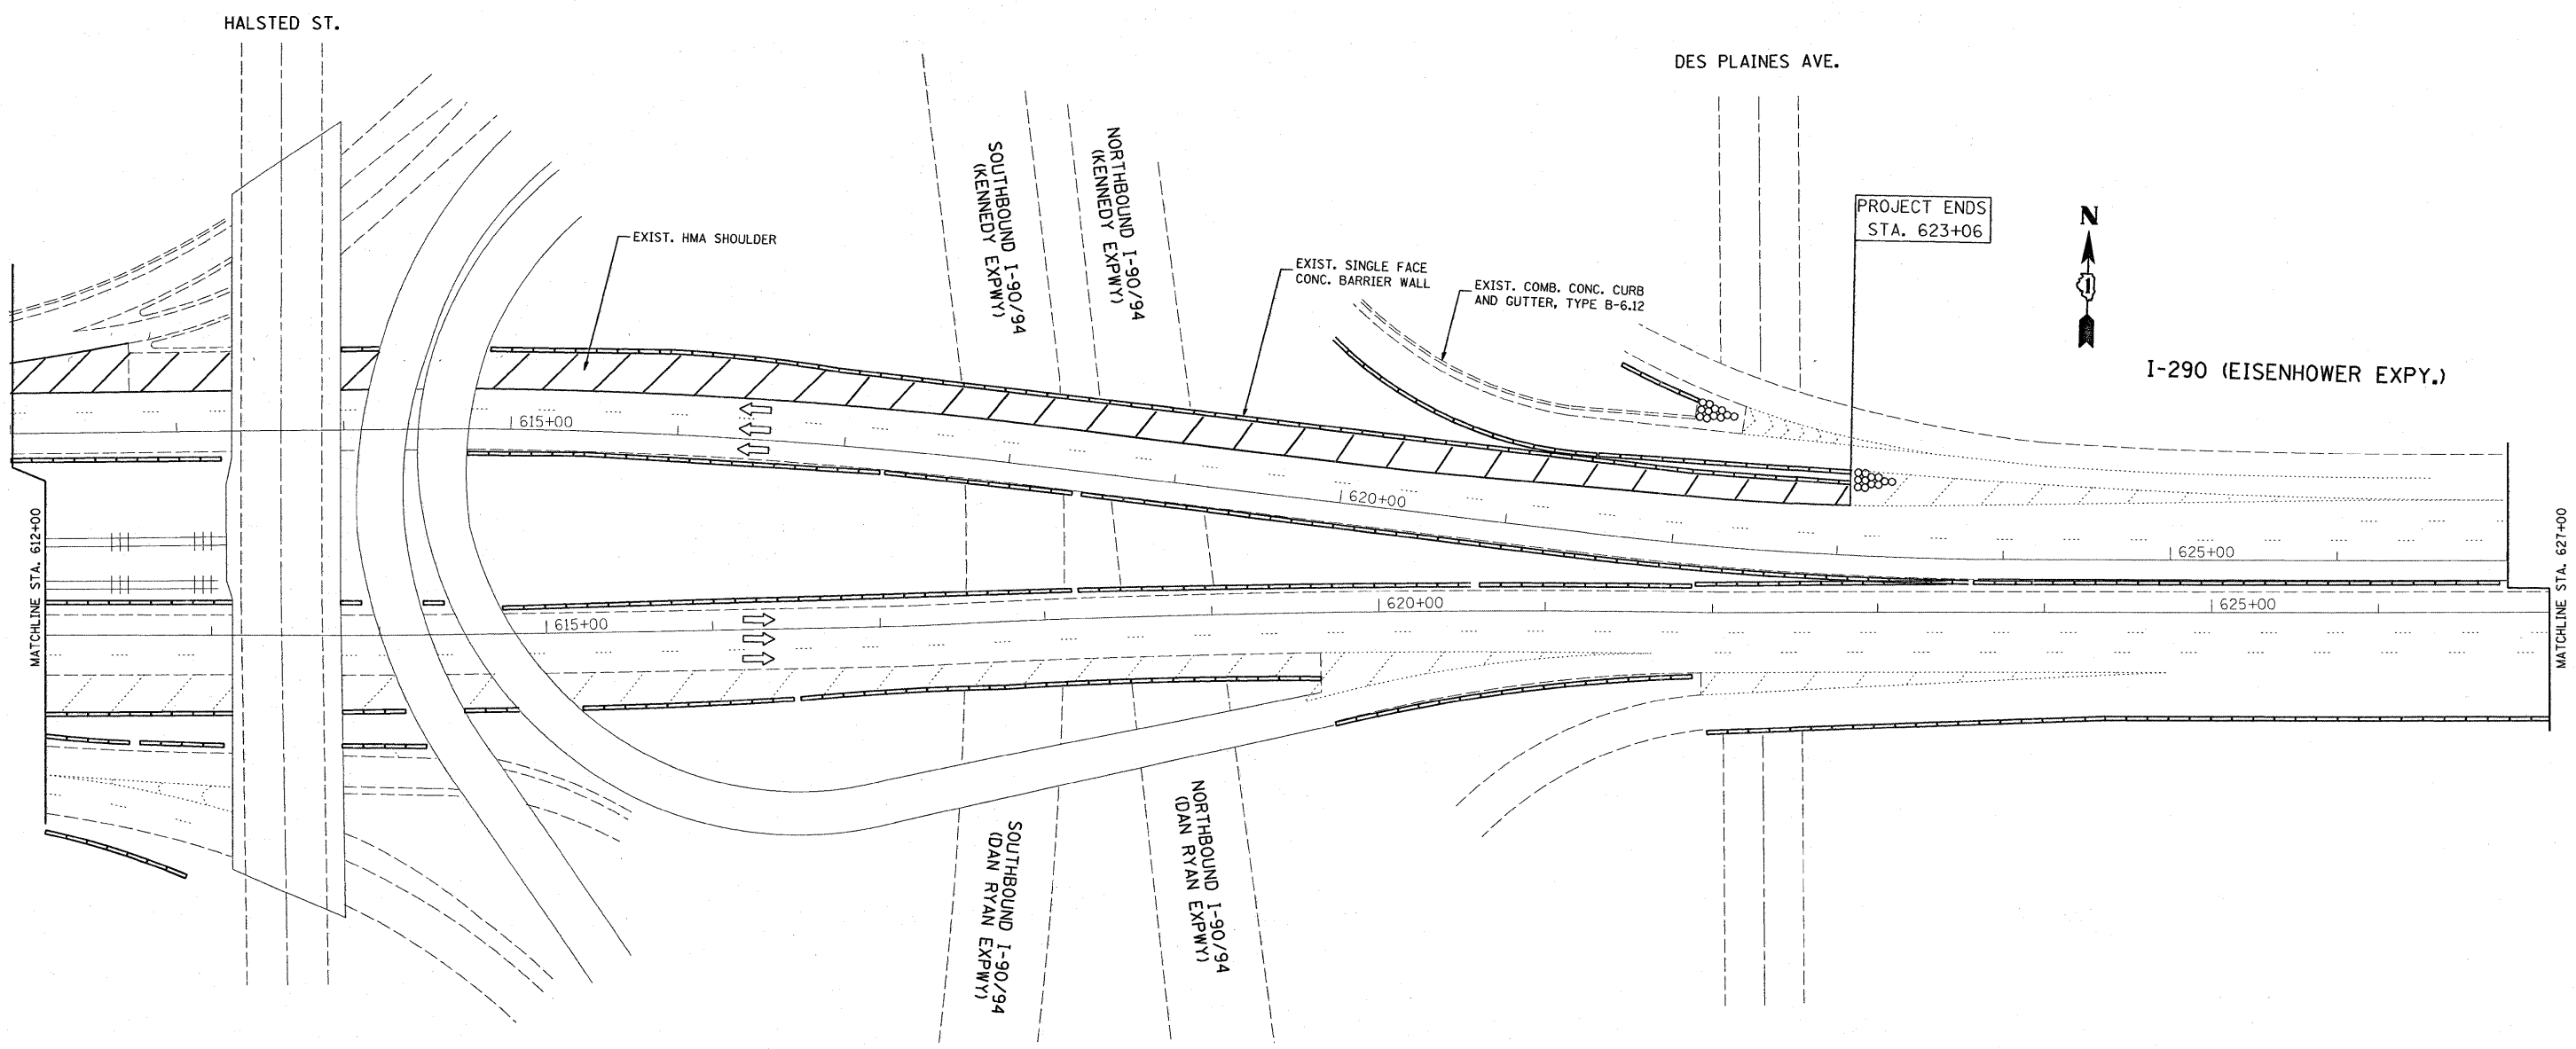 HALSTED ST.
DES PLAINES AVE.
SOUTHBOUND I-90/94
(KENNEDY EXPWY)
NORTHBOUND I-90/94
(KENNEDY EXPWY)
PROJECT ENDS
STA. 623+06
N
1
EXIST. HMA SHOULDER
EXIST. SINGLE FACE
CONC. BARRIER WALL
EXIST. COMB. CONC. CURB
AND GUTTER, TYPE B-6.12
I-290 (EISENHOWER EXPY.)
615+00
620+00
625+00
MATCHLINE STA. 612+00
MATCHLINE STA. 627+00
615+00
620+00
625+00
SOUTHBOUND I-90/94
(DAN RYAN EXPWY)
NORTHBOUND I-90/94
(DAN RYAN EXPWY)